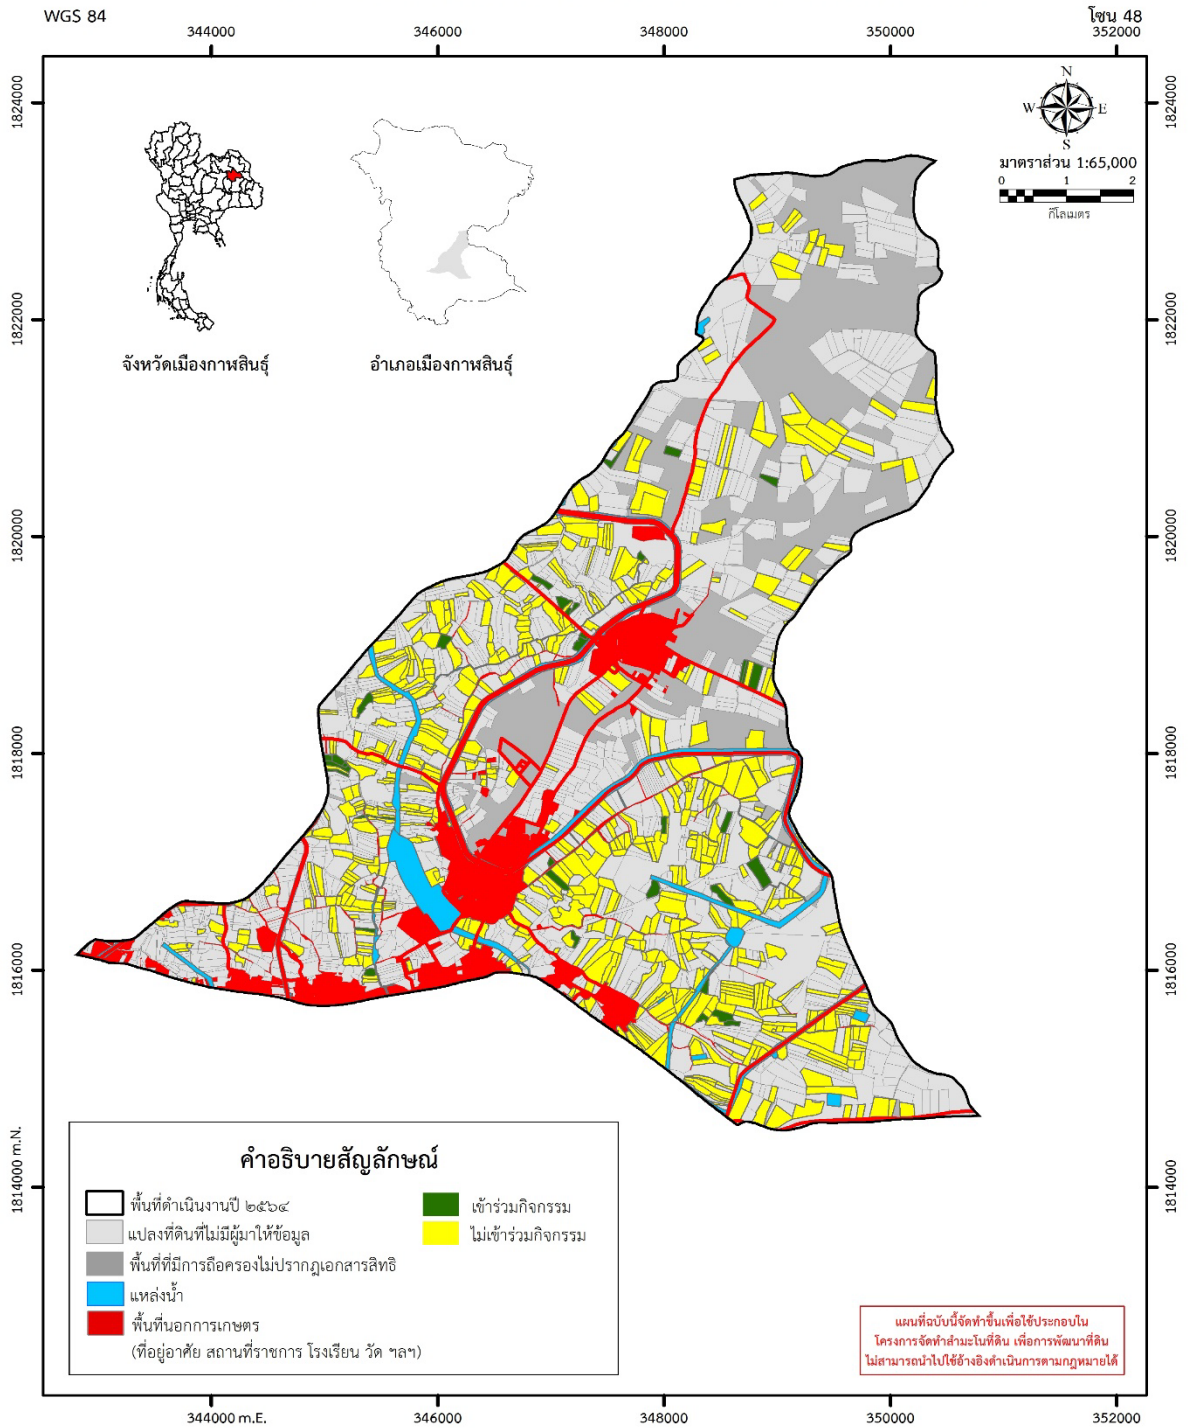 WGS 84
โซน 48
344000 346000 348000 350000 352000
1824000 1824000
N
W E
S
มาตราส่วน 1:65,000
0 1 2
กิโลเมตร
จังหวัดเมืองกาฬสินธุ์
อำเภอเมืองกาฬสินธุ์
1822000 1822000
1820000 1820000
1818000 1818000
1816000 1816000
1814000 m.N. 1814000
คำอธิบายสัญลักษณ์
พื้นที่ดำเนินงานปี ๒๕๖๔
แปลงที่ดินที่ไม่มีผู้มาให้ข้อมูล
พื้นที่ที่มีการถือครองไม่ปรากฎเอกสารสิทธิ
แหล่งน้ำ
พื้นที่นอกการเกษตร
(ที่อยู่อาศัย สถานที่ราชการ โรงเรียน วัด ฯลฯ)
เข้าร่วมกิจกรรม
ไม่เข้าร่วมกิจกรรม
แผนที่ฉบับนี้จัดทำขึ้นเพื่อใช้ประกอบใน
โครงการจัดทำสำมะโนที่ดิน เพื่อการพัฒนาที่ดิน
ไม่สามารถนำไปใช้อ้างอิงดำเนินการตามกฎหมายได้
344000 m.E. 346000 348000 350000 352000